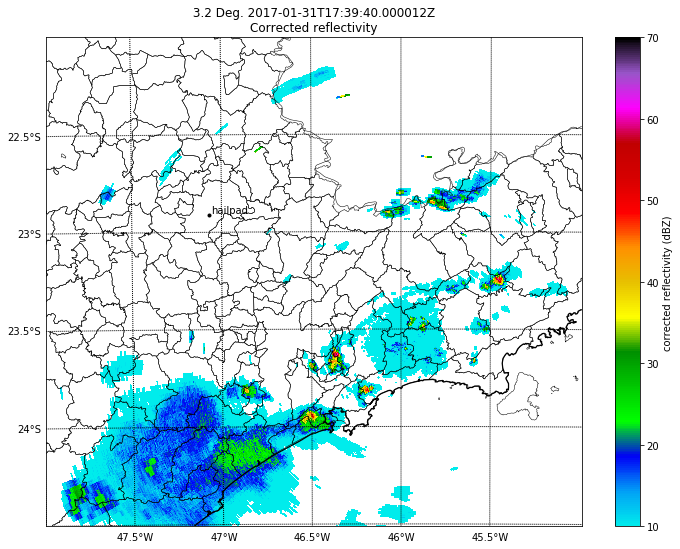 3.2 Deg. 2017-01-31T17:39:40.000012Z
Corrected reflectivity
22.5°S
23°S
23.5°S
24°S
47.5°W
47°W
46.5°W
46°W
45.5°W
hailpad
70
60
50
40
30
20
10
corrected reflectivity (dBZ)